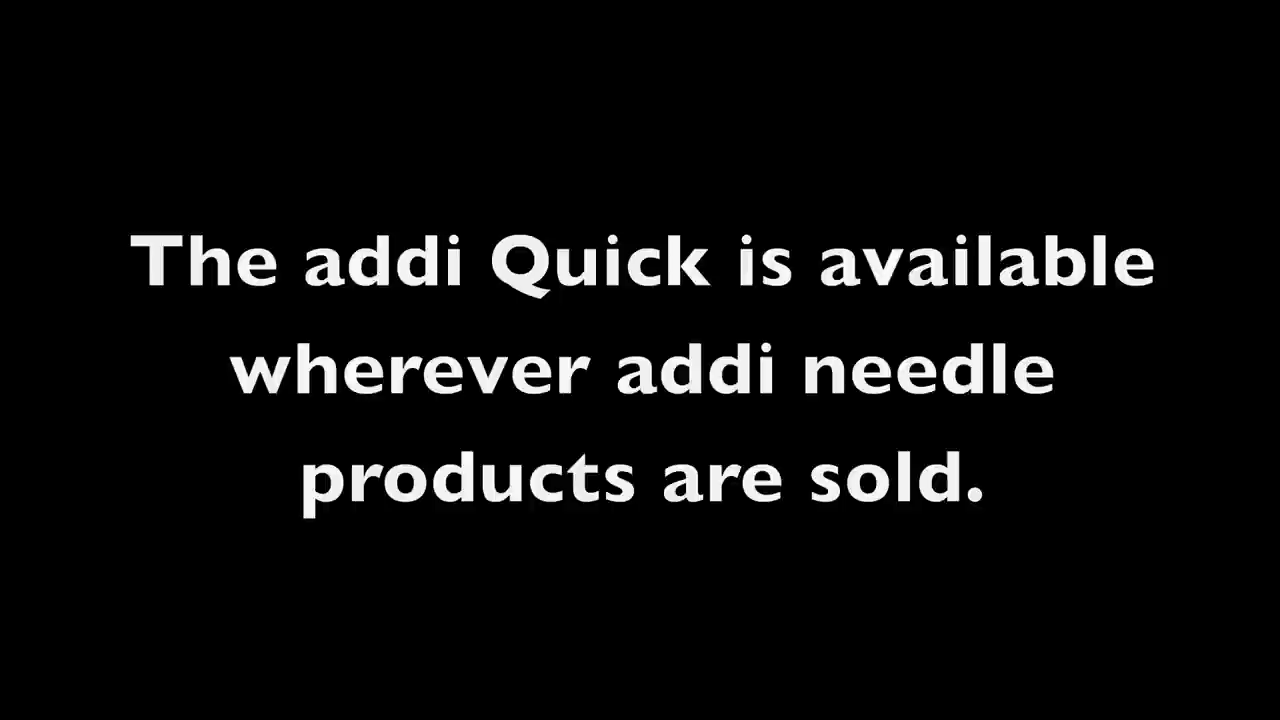 The addi Quick is available
wherever addi needle
products are sold.